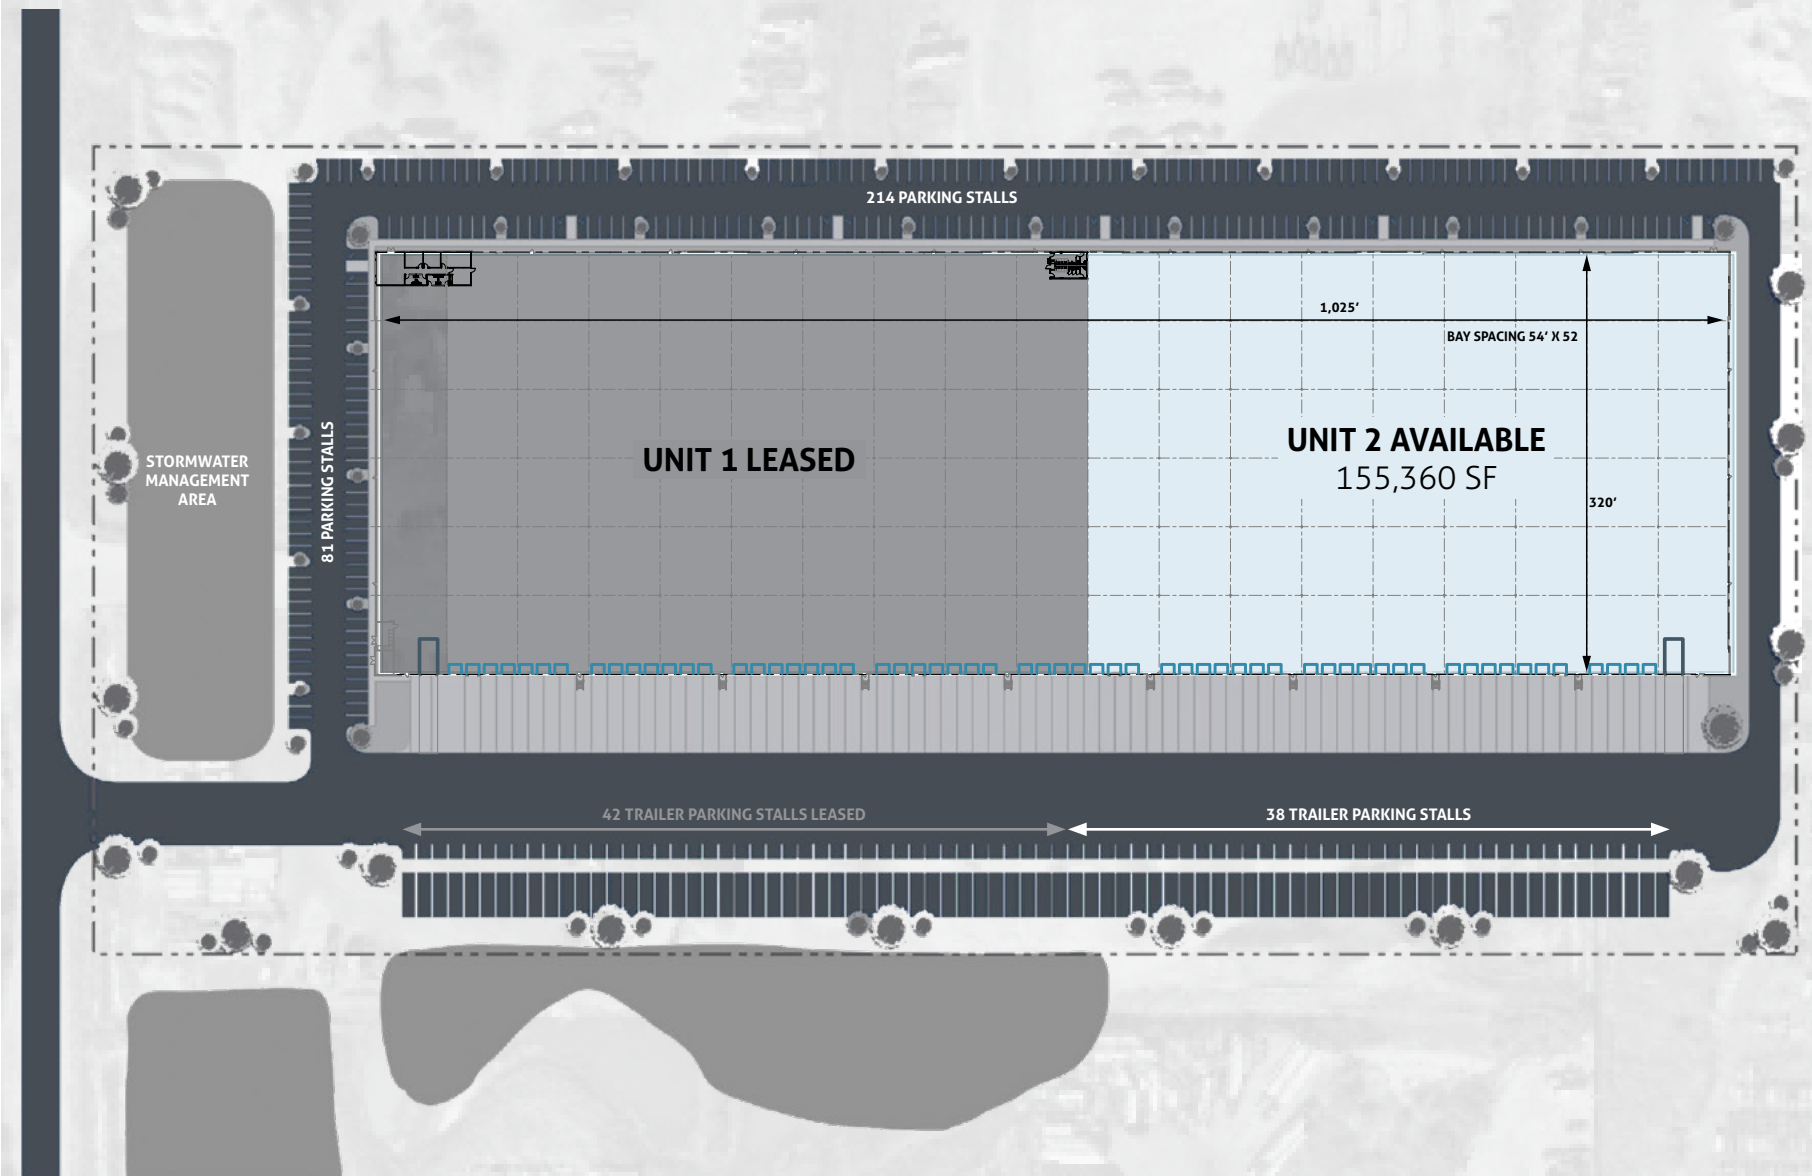 214 PARKING STALLS
1,025’
BAY SPACING 54’ X 52
UNIT 1 LEASED
UNIT 2 AVAILABLE
155,360 SF
320’
STORMWATER
MANAGEMENT
AREA
81 PARKING STALLS
42 TRAILER PARKING STALLS LEASED
38 TRAILER PARKING STALLS